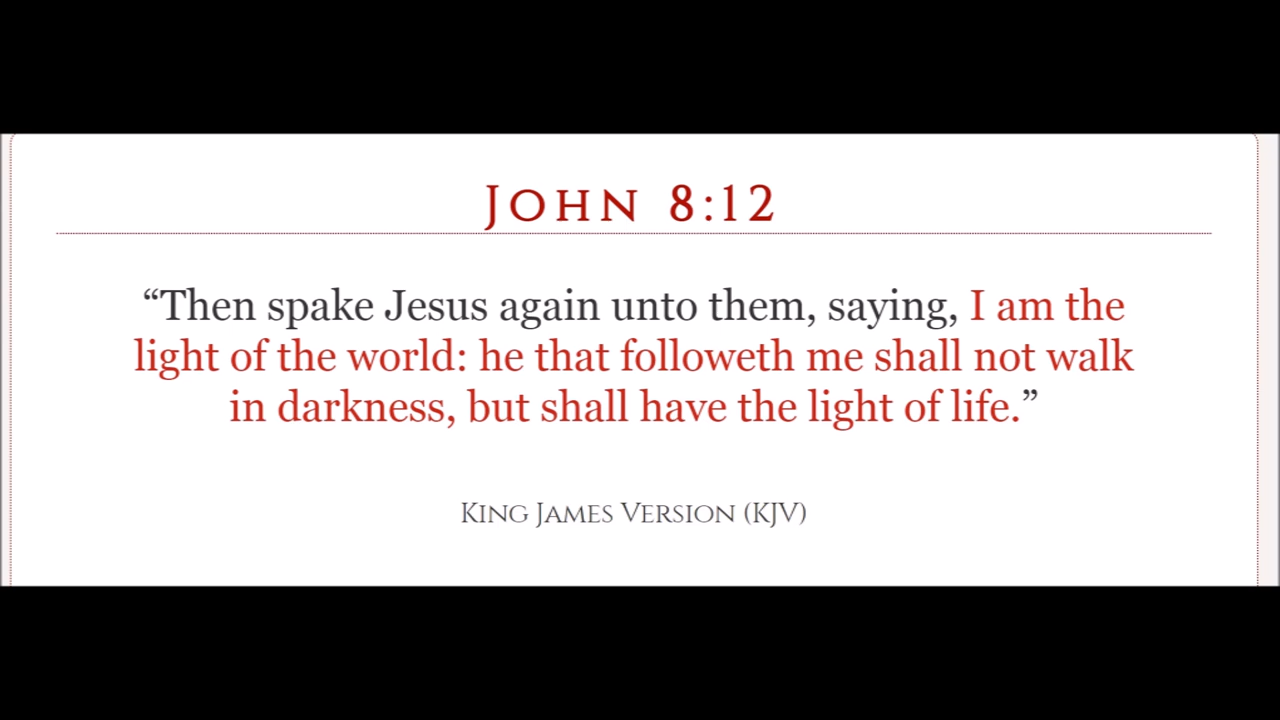 John 8:12
“Then spake Jesus again unto them, saying, I am the
light of the world: he that followeth me shall not walk
in darkness, but shall have the light of life.”
King James Version (KJV)